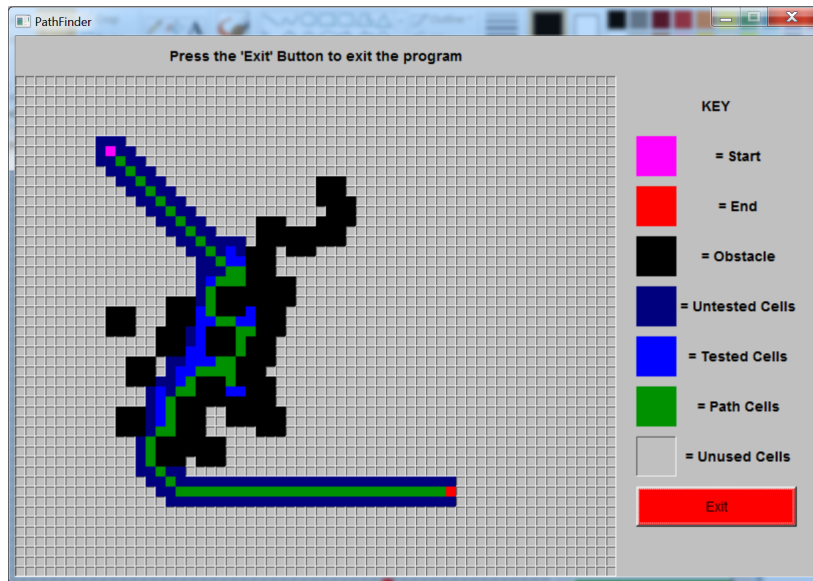 PathFinder
Press the 'Exit' Button to exit the program
KEY
= Start
= End
= Obstacle
= Untested Cells
= Tested Cells
= Path Cells
= Unused Cells
Exit